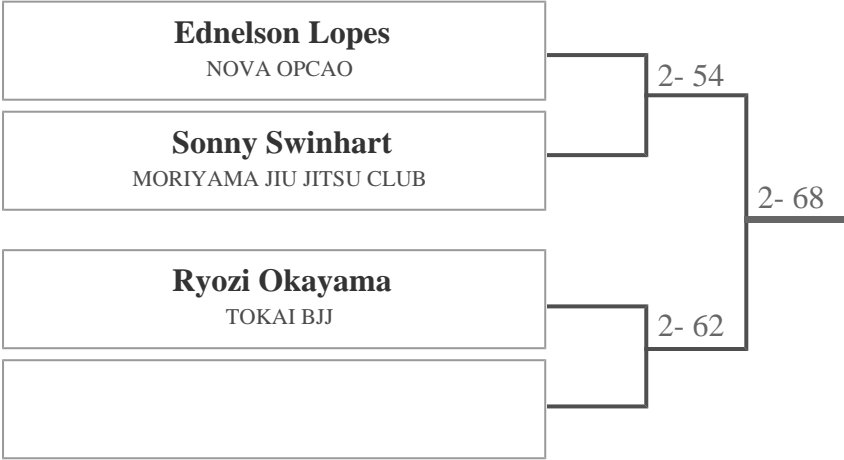 Ednelson Lopes
NOVA OPCAO
2- 54
Sonny Swinhart
MORIYAMA JIU JITSU CLUB
2- 68
Ryozi Okayama
TOKAI BJJ
2- 62